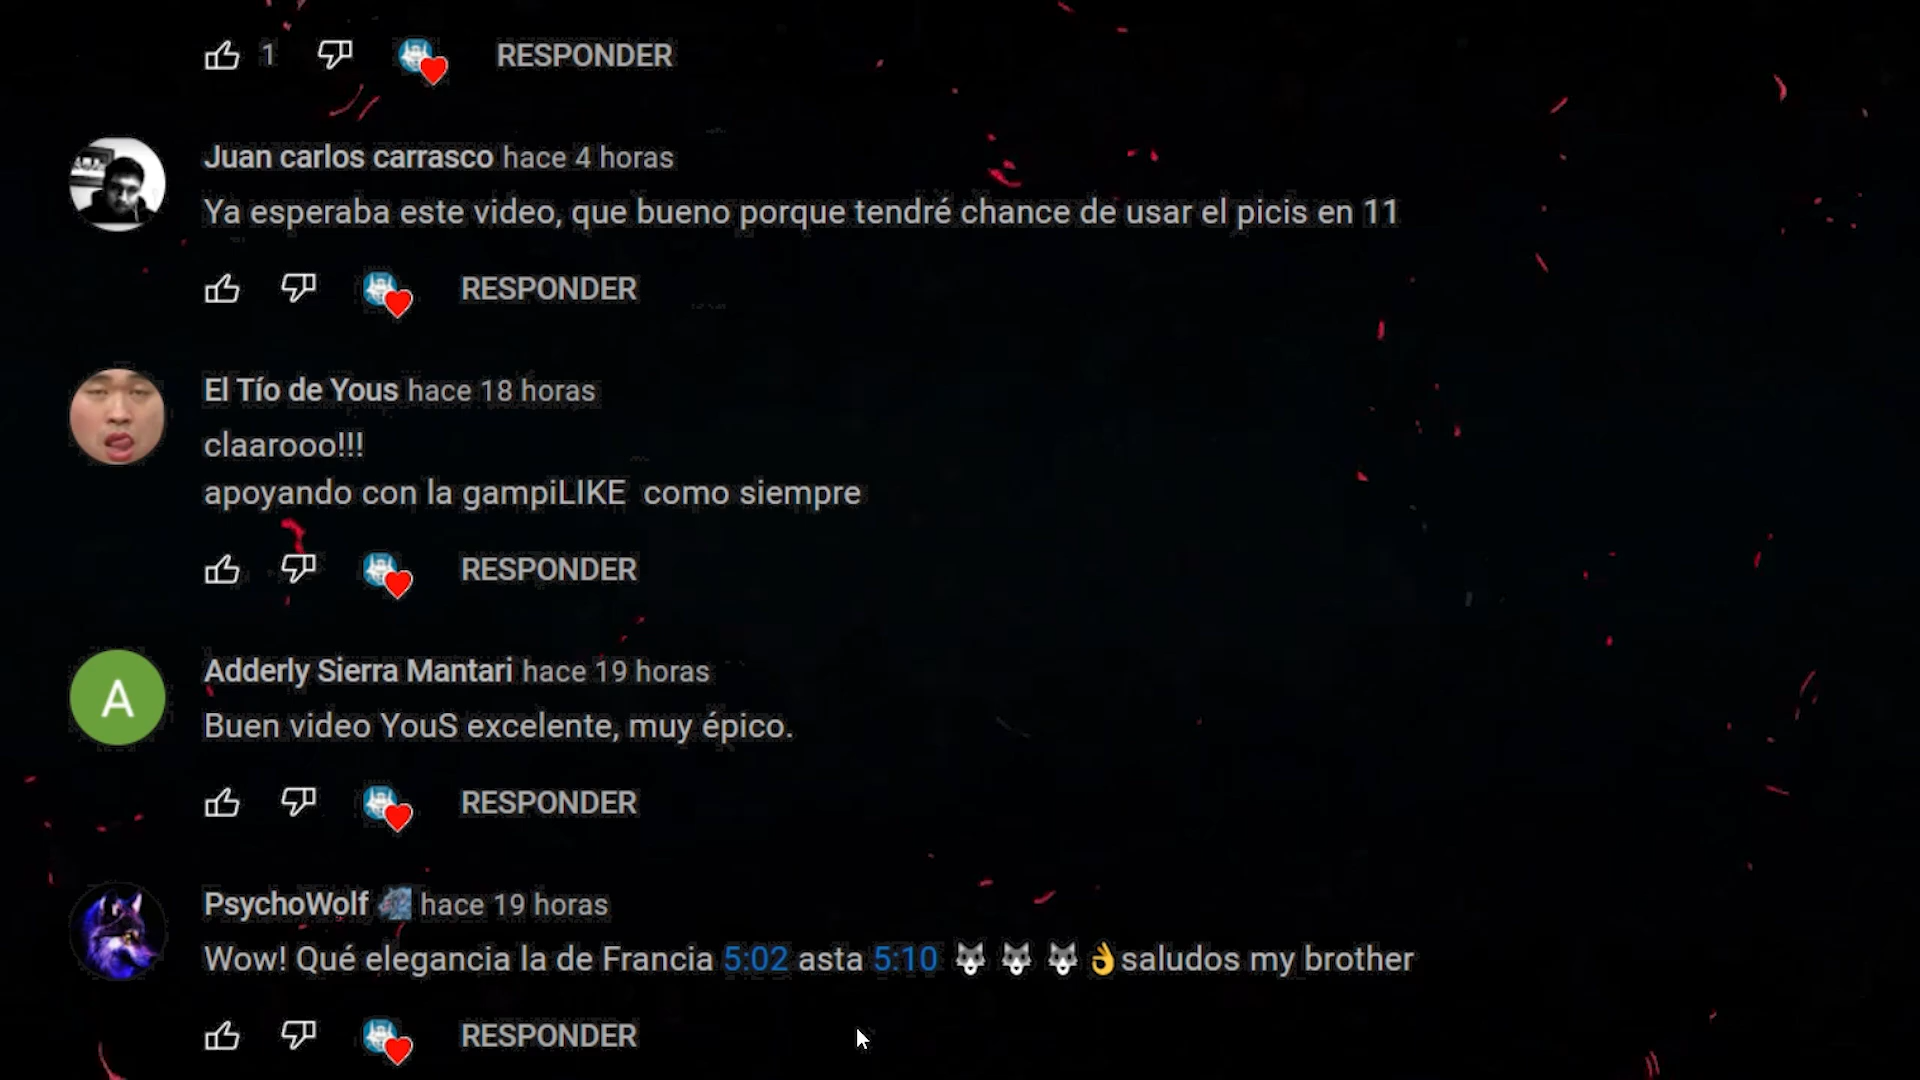 1 RESPONDER
Juan carlos carrasco hace 4 horas
Ya esperaba este video, que bueno porque tendré chance de usar el picis en 11
RESPONDER
El Tío de Yous hace 18 horas
claarooo!!!
apoyando con la gampiLIKE como siempre
RESPONDER
A
Adderly Sierra Mantari hace 19 horas
Buen video YouS excelente, muy épico.
RESPONDER
PsychoWolf hace 19 horas
Wow! Qué elegancia la de Francia 5:02 asta 5:10 🐺 🐺 🐺 👌saludos my brother
RESPONDER